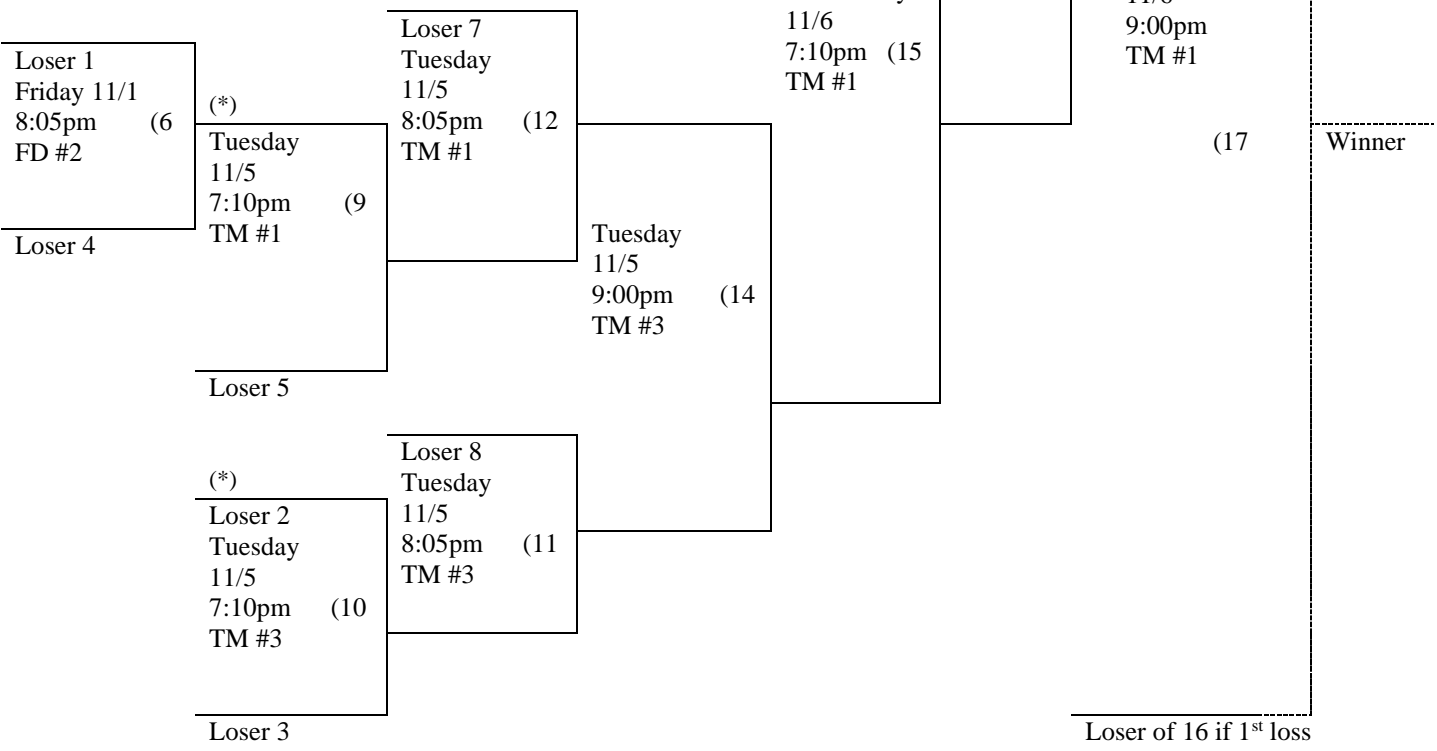 11/6
7:10pm (15
TM #1
9:00pm
TM #1
Loser 7
Tuesday
11/5
8:05pm (12
TM #1
Loser 1
Friday 11/1
8:05pm (6
FD #2
Loser 4
(*)
Tuesday
11/5
7:10pm (9
TM #1
Loser 5
(17
Winner
Tuesday
11/5
9:00pm (14
TM #3
Loser 8
Tuesday
11/5
8:05pm (11
TM #3
(*)
Loser 2
Tuesday
11/5
7:10pm (10
TM #3
Loser 3
Loser of 16 if 1st loss